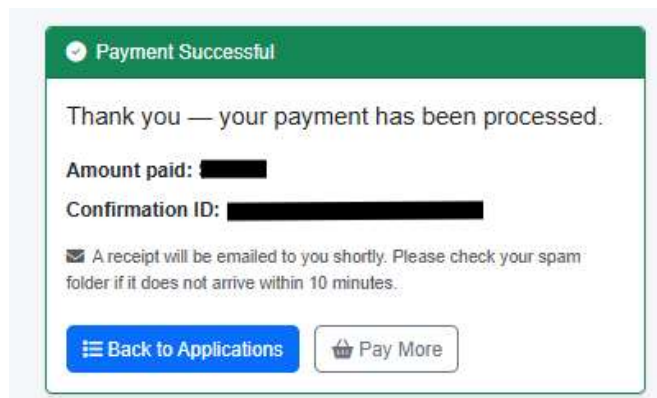 Payment Successful
Thank you — your payment has been processed.
Amount paid:
Confirmation ID:
A receipt will be emailed to you shortly. Please check your spam
folder if it does not arrive within 10 minutes.
Back to Applications
Pay More